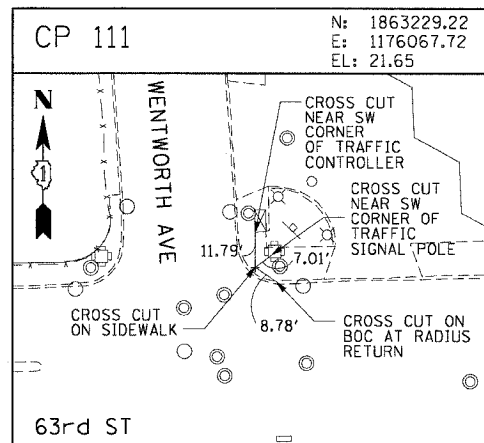 CP 111
N: 1863229.22
E: 1176067.72
EL: 21.65
N
1
WENTWORTH AVE
CROSS CUT
NEAR SW
CORNER
OF TRAFFIC
CONTROLLER
CROSS CUT
NEAR SW
CORNER OF
TRAFFIC
SIGNAL POLE
11.79
7.01'
CROSS CUT
ON SIDEWALK
8.78'
CROSS CUT ON
BOC AT RADIUS
RETURN
63rd ST